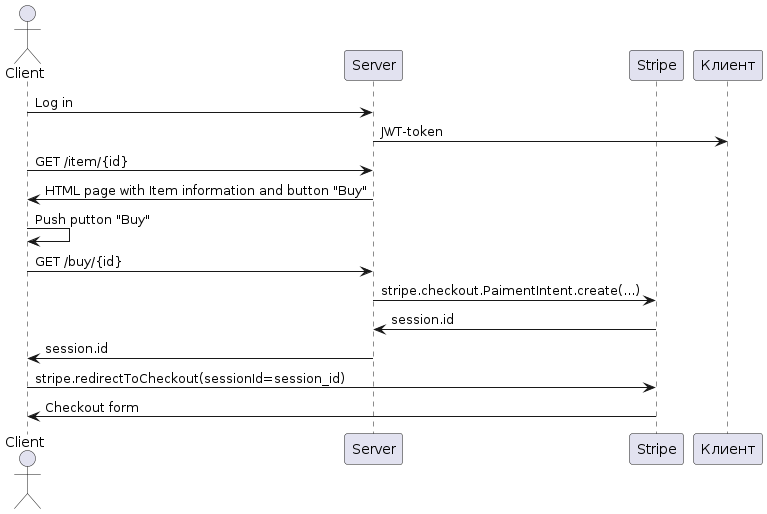 Client
Server
Stripe
Клиент
Log in
JWT-token
GET /item/{id}
HTML page with Item information and button "Buy"
Push putton "Buy"
GET /buy/{id}
stripe.checkout.PaimentIntent.create(...)
session.id
session.id
stripe.redirectToCheckout(sessionId=session_id)
Checkout form
Client
Server
Stripe
Клиент